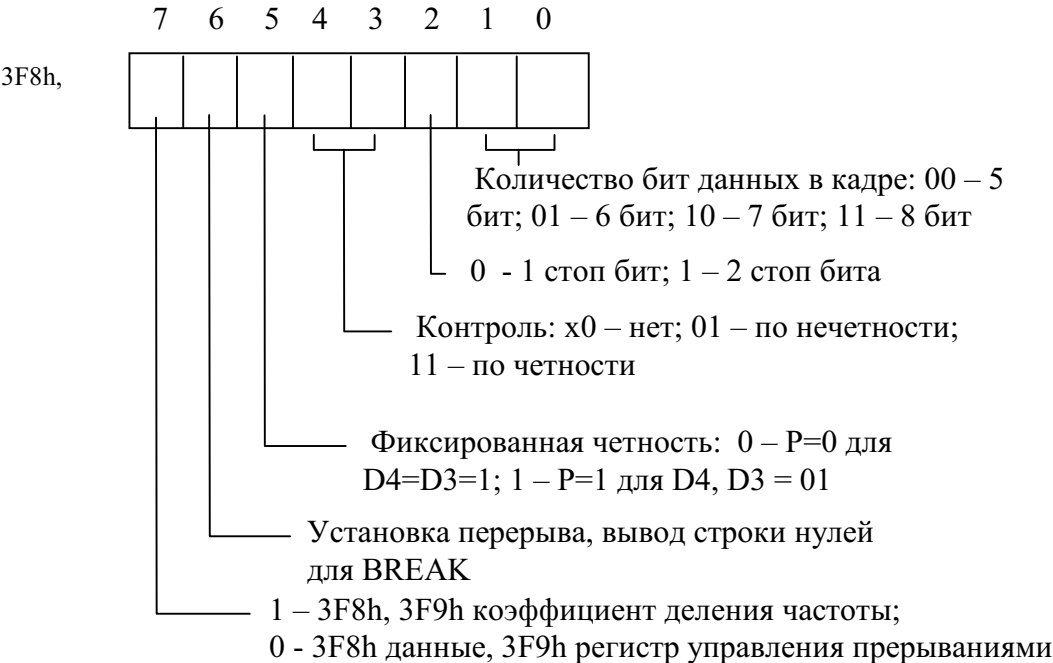 7 6 5 4 3 2 1 0
3F8h,
Количество бит данных в кадре: 00 – 5
бит; 01 – 6 бит; 10 – 7 бит; 11 – 8 бит
0 - 1 стоп бит; 1 – 2 стоп бита
Контроль: x0 – нет; 01 – по нечетности;
11 – по четности
Фиксированная четность: 0 – P=0 для
D4=D3=1; 1 – P=1 для D4, D3 = 01
Установка перерыва, вывод строки нулей
для BREAK
1 – 3F8h, 3F9h коэффициент деления частоты;
0 - 3F8h данные, 3F9h регистр управления прерываниями